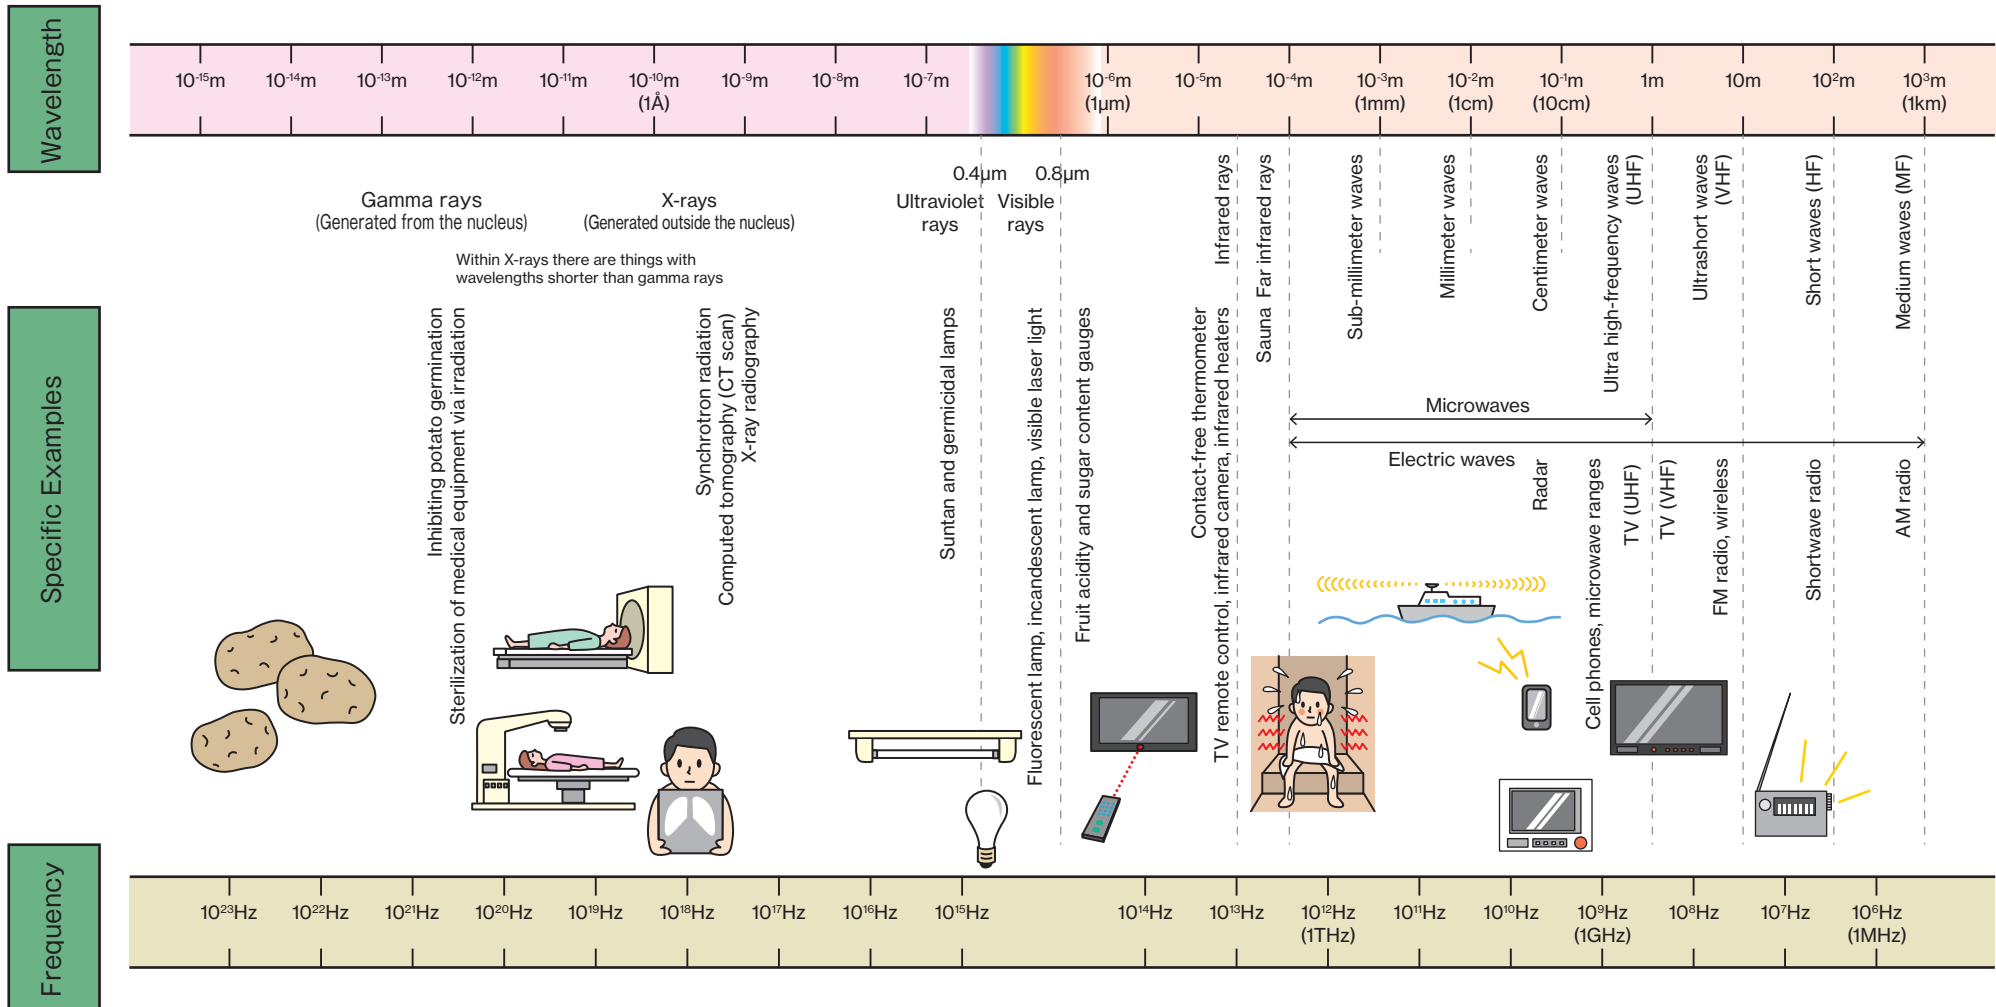 Wavelength
10⁻¹⁵m
10⁻¹⁴m
10⁻¹³m
10⁻¹²m
10⁻¹¹m
10⁻¹⁰m
(1Å)
10⁻⁹m
10⁻⁸m
10⁻⁷m
10⁻⁶m
(1μm)
10⁻⁵m
10⁻⁴m
10⁻³m
(1mm)
10⁻²m
(1cm)
10⁻¹m
(10cm)
1m
10m
10²m
10³m
(1km)
0.4μm
0.8μm
Gamma rays
(Generated from the nucleus)
X-rays
(Generated outside the nucleus)
Within X-rays there are things with
wavelengths shorter than gamma rays
Ultraviolet
rays
Visible
rays
Infrared rays
Far infrared rays
Sub-millimeter waves
Millimeter waves
Centimeter waves
Ultra high-frequency waves
(UHF)
Ultrashort waves
(VHF)
Short waves (HF)
Medium waves (MF)
Microwaves
Electric waves
Specific Examples
Inhibiting potato germination
Sterilization of medical equipment via irradiation
Synchrotron radiation
Computed tomography (CT scan)
X-ray radiography
Suntan and germicidal lamps
Fluorescent lamp, incandescent lamp, visible laser light
Fruit acidity and sugar content gauges
Contact-free thermometer
TV remote control, infrared camera, infrared heaters
Sauna
Radar
Cell phones, microwave ranges
TV (UHF)
TV (VHF)
FM radio, wireless
Shortwave radio
AM radio
Frequency
10²³Hz
10²²Hz
10²¹Hz
10²⁰Hz
10¹⁹Hz
10¹⁸Hz
10¹⁷Hz
10¹⁶Hz
10¹⁵Hz
10¹⁴Hz
10¹³Hz
10¹²Hz
(1THz)
10¹¹Hz
10¹⁰Hz
10⁹Hz
(1GHz)
10⁸Hz
10⁷Hz
10⁶Hz
(1MHz)